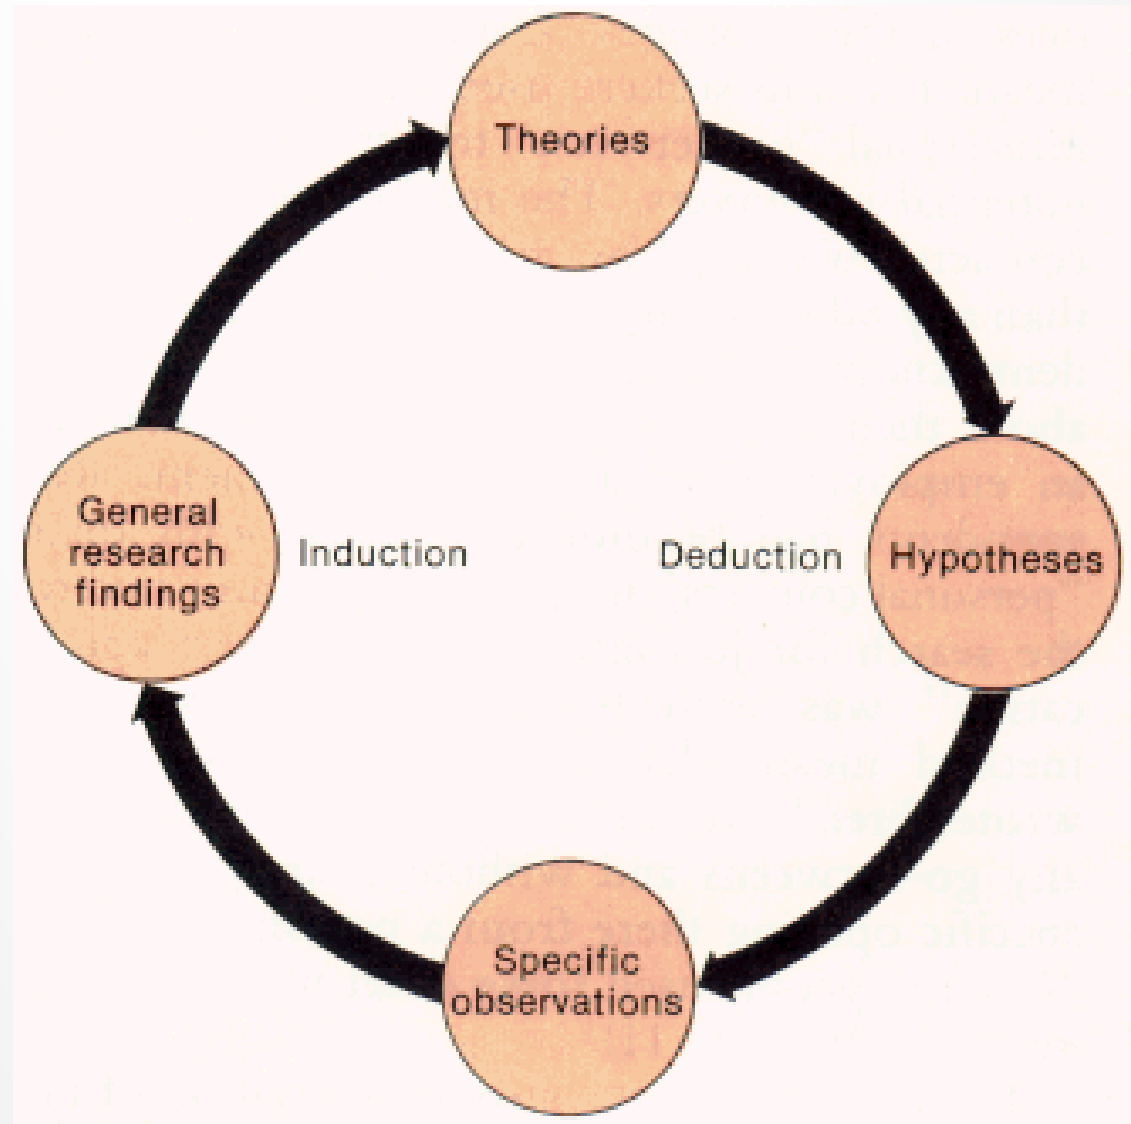 Theories
General
research
findings
Induction
Deduction
Hypotheses
Specific
observations